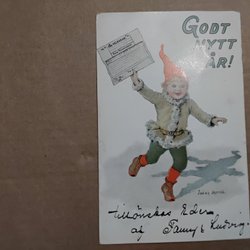 GODT
NYTT
ÅR!
tillönskas Eder
af Fanny & Ludvig